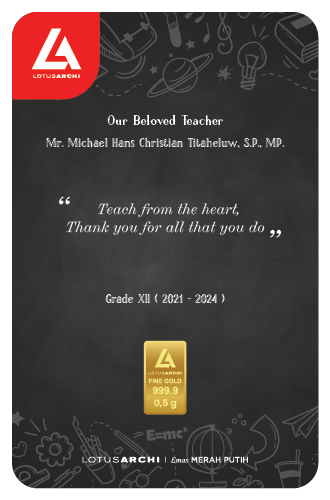 LOTUSARCHI
Our Beloved Teacher
Mr. Michael Hans Christian Titaheluw, S.P., MP.
“ Teach from the heart,
Thank you for all that you do „
Grade XII ( 2021 - 2024 )
LOTUSARCHI
FINE GOLD
999.9
0,5 g
E=mc²
LOTUSARCHI | Emas MERAH PUTIH